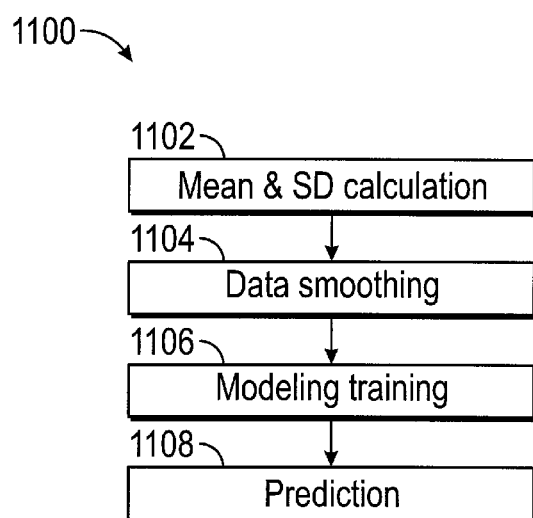 1100
1102
Mean & SD calculation
1104
Data smoothing
1106
Modeling training
1108
Prediction